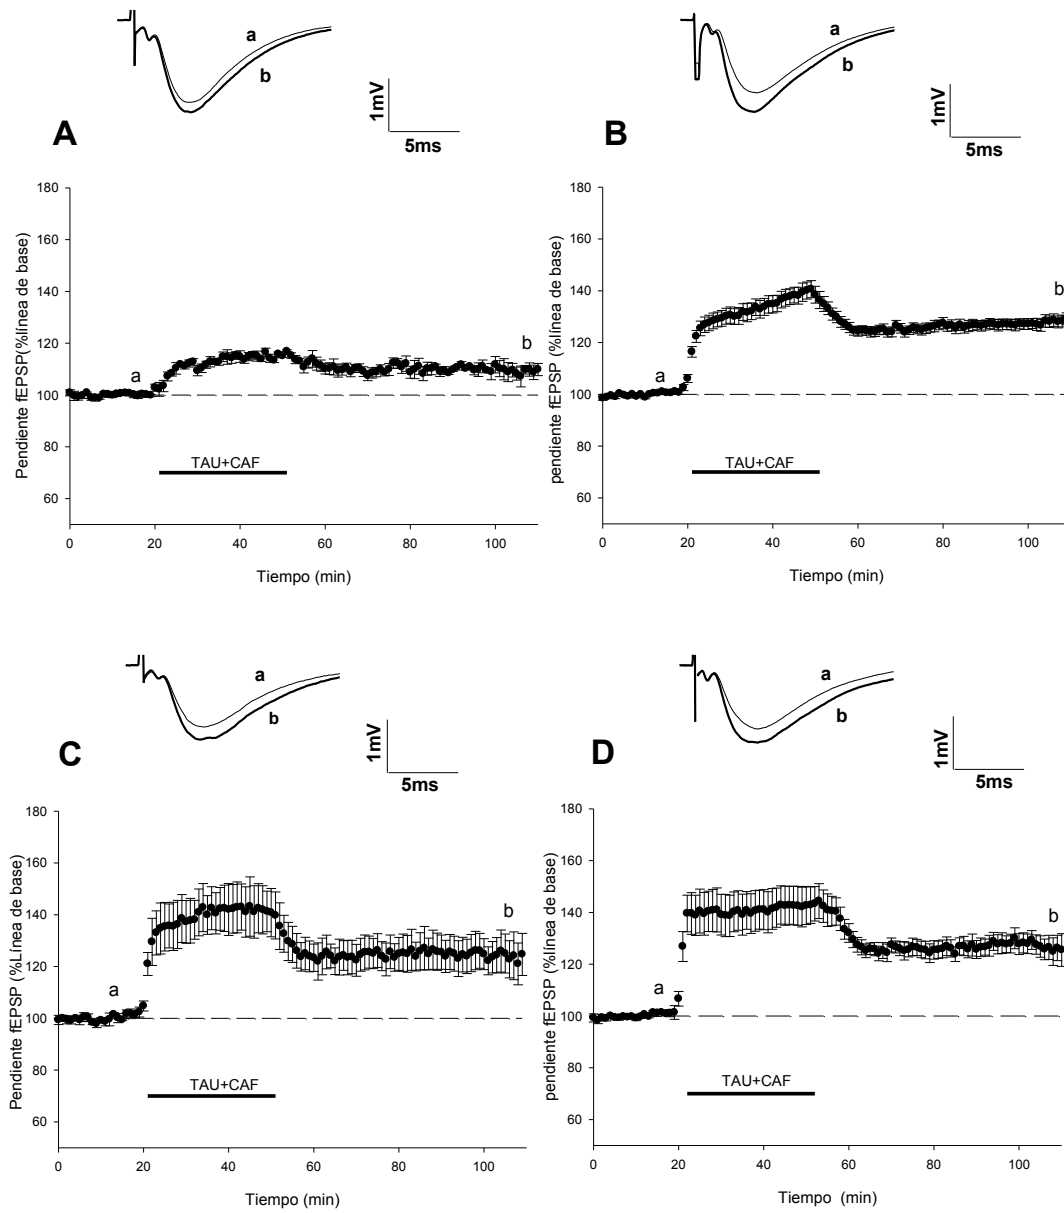 a
b
1mV
5ms
A
Pendiente fEPSP(%línea de base)
180
160
140
120
100
80
60
a
b
TAU+CAF
0 20 40 60 80 100
Tiempo (min)
a
b
1mV
5ms
B
pendiente fEPSP (%línea de base)
180
160
140
120
100
80
60
a
b
TAU+CAF
0 20 40 60 80 100
Tiempo (min)
a
b
1mV
5ms
C
Pendiente fEPSP (%Línea de base)
180
160
140
120
100
80
60
a
b
TAU+CAF
0 20 40 60 80 100
Tiempo (min)
a
b
1mV
5ms
D
pendiente fEPSP (%línea de base)
180
160
140
120
100
80
60
a
b
TAU+CAF
0 20 40 60 80 100
Tiempo (min)